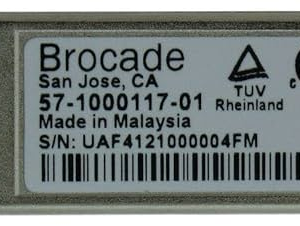 Brocade
San Jose, CA
57-1000117-01
Made in Malaysia
S/N: UAF4121000004FM
TUV
Rheinland
c